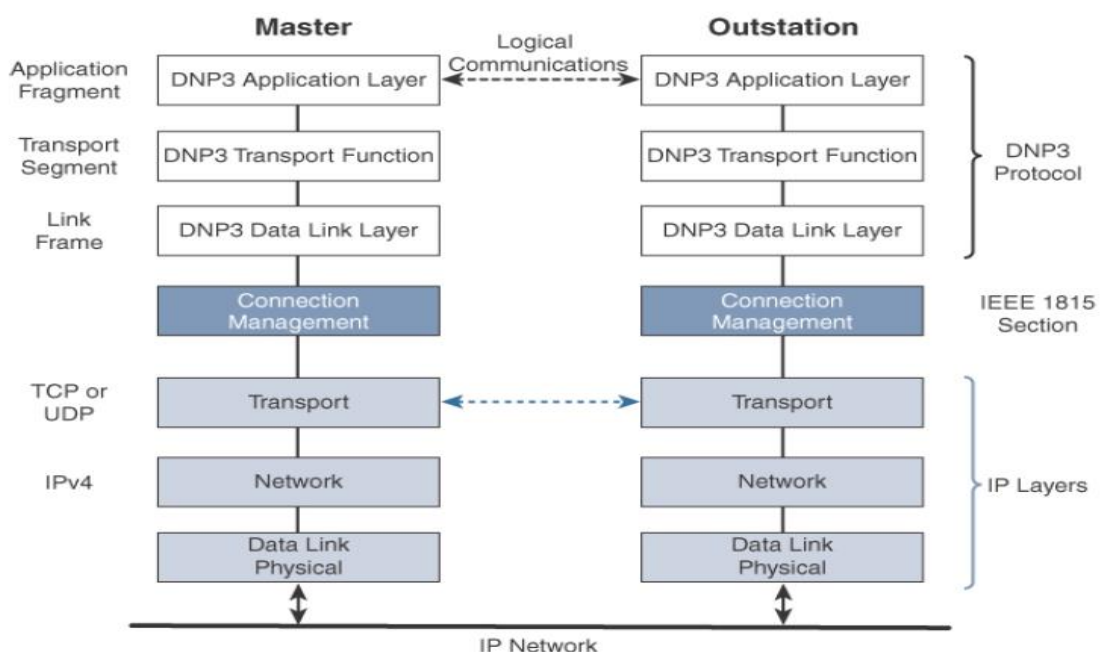 Master
Outstation
Logical
Communications
Application
Fragment
DNP3 Application Layer
DNP3 Application Layer
Transport
Segment
DNP3 Transport Function
DNP3 Transport Function
DNP3
Protocol
Link
Frame
DNP3 Data Link Layer
DNP3 Data Link Layer
Connection
Management
Connection
Management
IEEE 1815
Section
TCP or
UDP
Transport
Transport
IPv4
Network
Network
IP Layers
Data Link
Physical
Data Link
Physical
IP Network